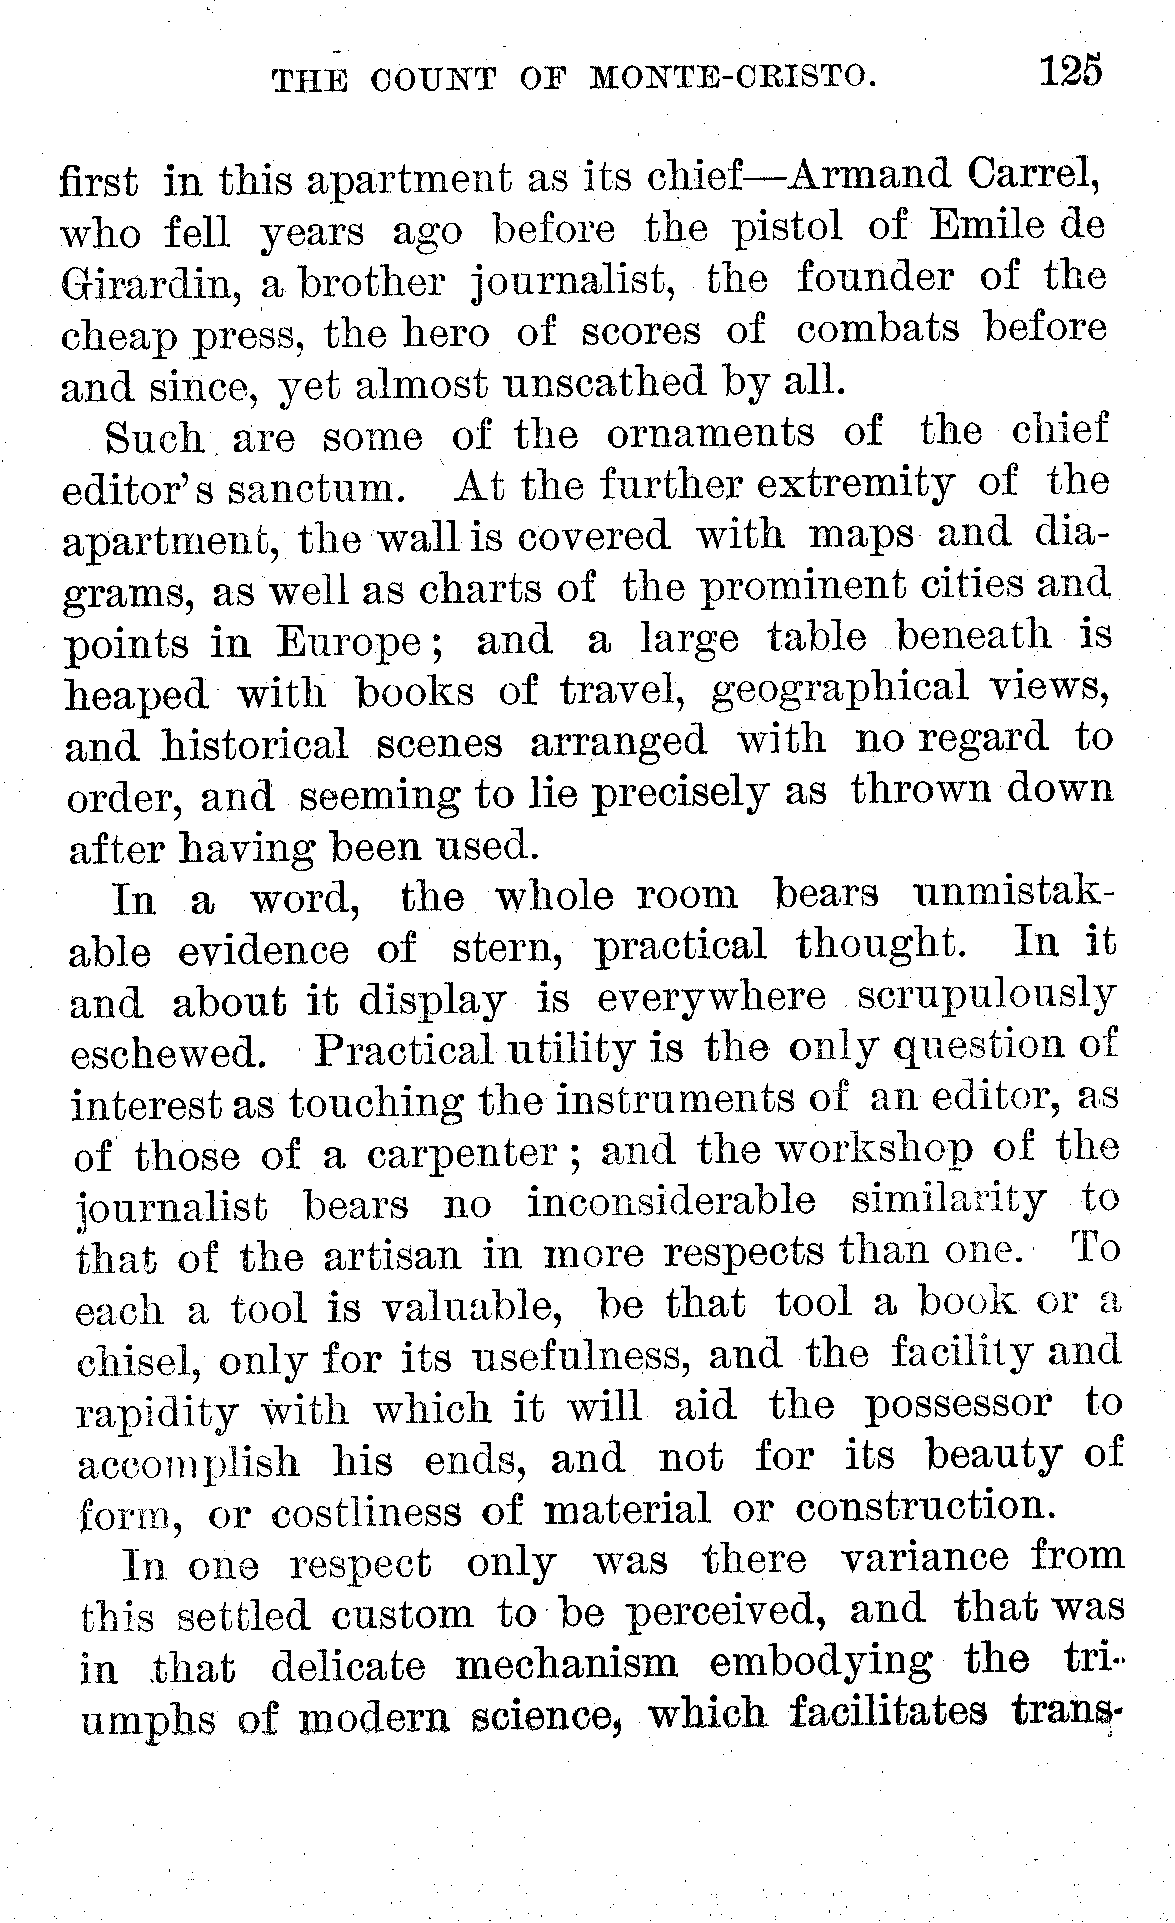 THE COUNT OF MONTE-CRISTO. 125
first in this apartment as its chief—Armand Carrel,
who fell years ago before the pistol of Emile de
Girardin, a brother journalist, the founder of the
cheap press, the hero of scores of combats before
and since, yet almost unscathed by all.
Such are some of the ornaments of the chief
editor's sanctum. At the further extremity of the
apartment, the wall is covered with maps and dia-
grams, as well as charts of the prominent cities and
points in Europe; and a large table beneath is
heaped with books of travel, geographical views,
and historical scenes arranged with no regard to
order, and seeming to lie precisely as thrown down
after having been used.
In a word, the whole room bears unmistak-
able evidence of stern, practical thought. In it
and about it display is everywhere scrupulously
eschewed. Practical utility is the only question of
interest as touching the instruments of an editor, as
of those of a carpenter; and the workshop of the
journalist bears no inconsiderable similarity to
that of the artisan in more respects than one. To
each a tool is valuable, be that tool a book or a
chisel, only for its usefulness, and the facility and
rapidity with which it will aid the possessor to
accomplish his ends, and not for its beauty of
form, or costliness of material or construction.
In one respect only was there variance from
this settled custom to be perceived, and that was
in that delicate mechanism embodying the tri-
umphs of modern science, which facilitates trans-